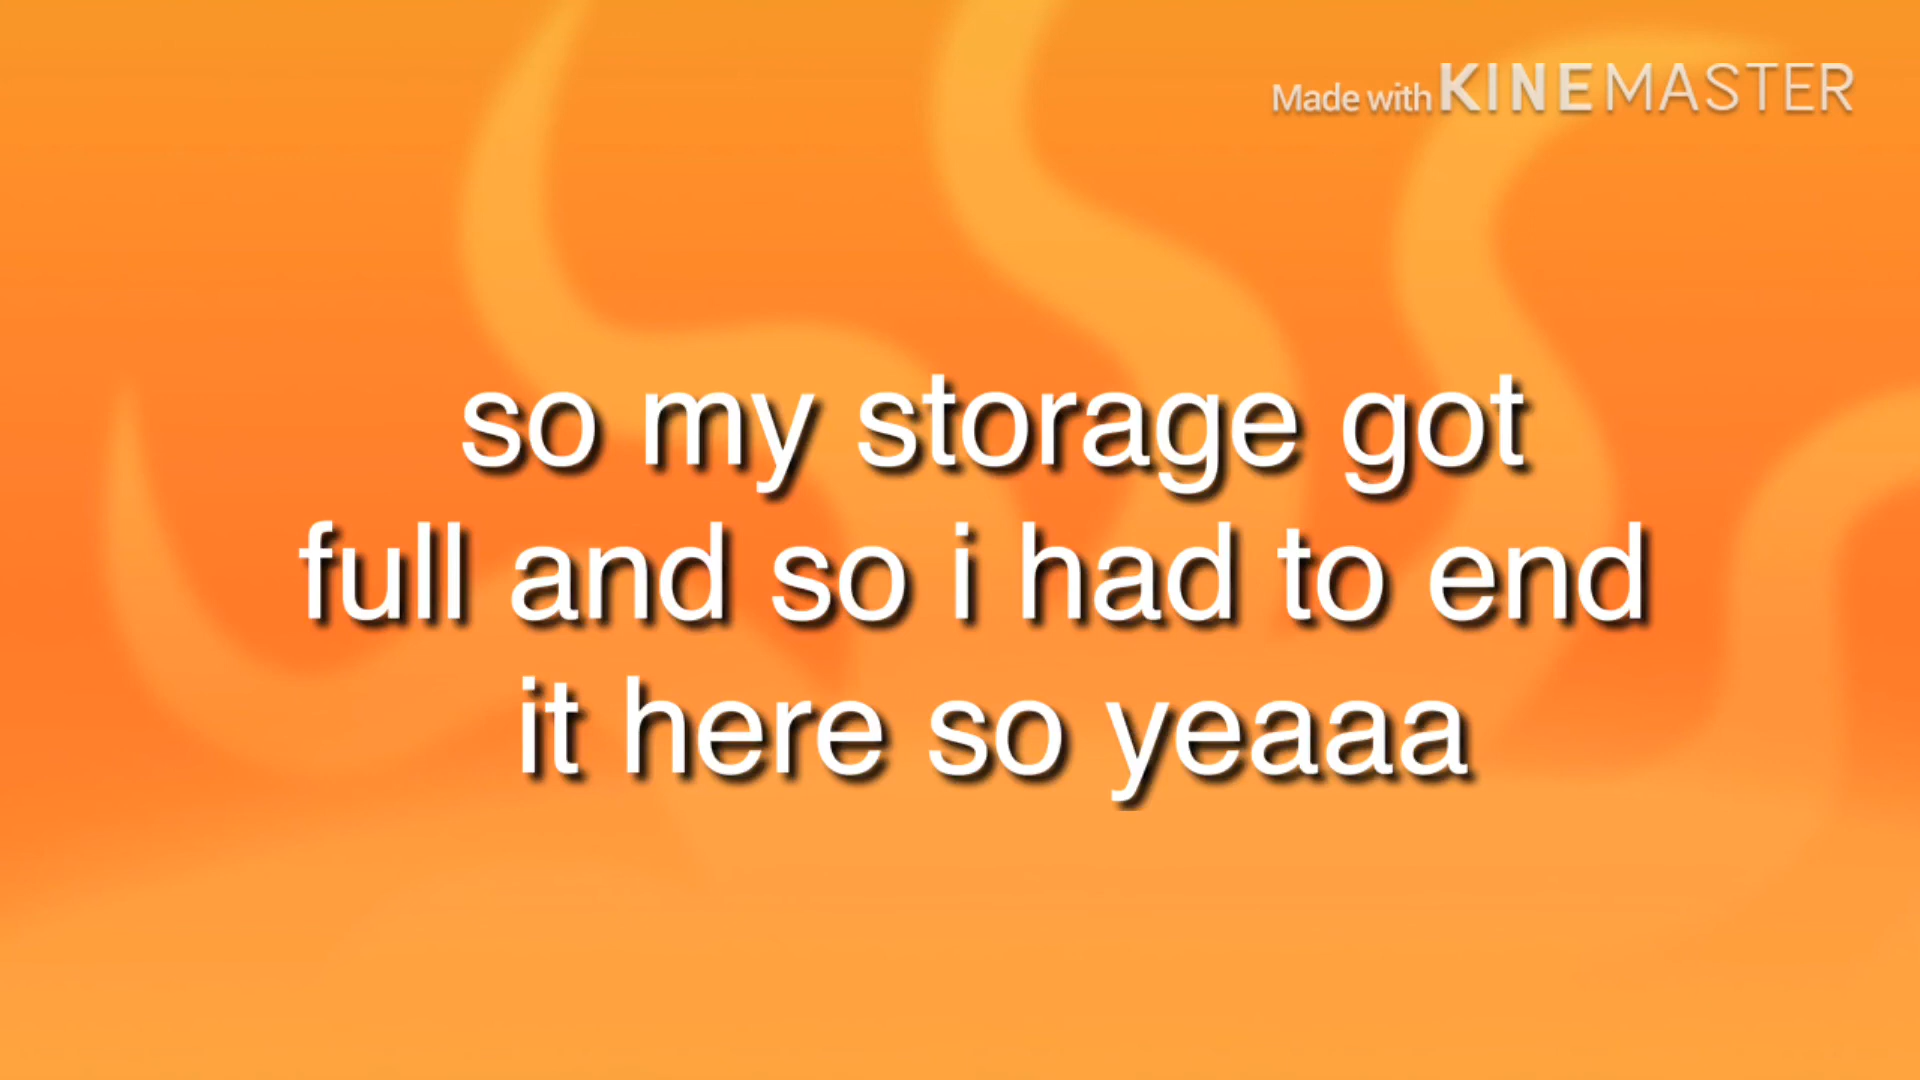 Made with KINEMASTER
so my storage got
full and so i had to end
it here so yeaaa